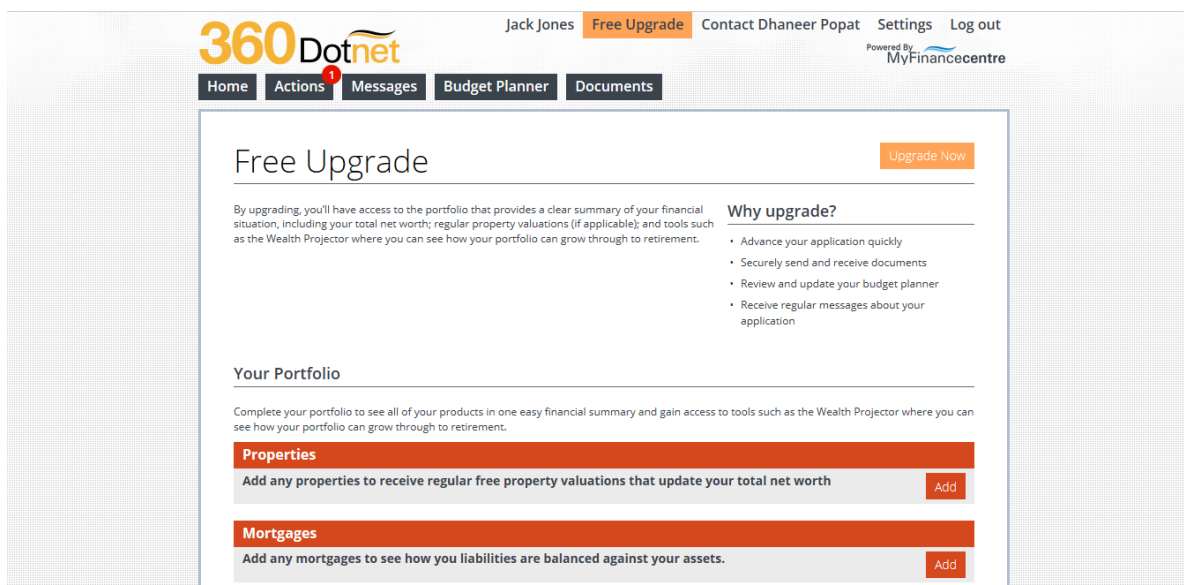 Jack Jones Free Upgrade Contact Dhaneer Popat Settings Log out
360 Dotnet
Powered By
MyFinancecentre
1
Home Actions Messages Budget Planner Documents
Free Upgrade
Upgrade Now
By upgrading, you'll have access to the portfolio that provides a clear summary of your financial
situation, including your total net worth; regular property valuations (if applicable); and tools such
as the Wealth Projector where you can see how your portfolio can grow through to retirement.
Why upgrade?
• Advance your application quickly
• Securely send and receive documents
• Review and update your budget planner
• Receive regular messages about your
application
Your Portfolio
Complete your portfolio to see all of your products in one easy financial summary and gain access to tools such as the Wealth Projector where you can
see how your portfolio can grow through to retirement.
Properties
Add any properties to receive regular free property valuations that update your total net worth
Add
Mortgages
Add any mortgages to see how you liabilities are balanced against your assets.
Add